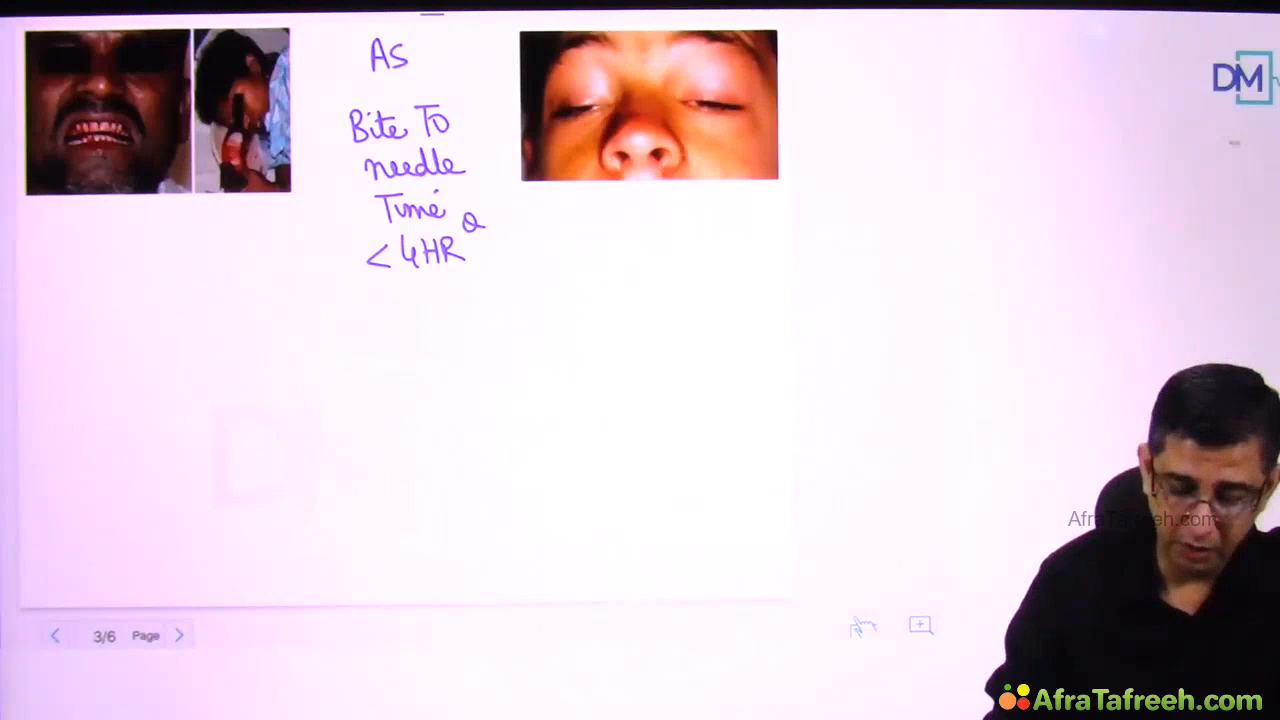 As
Bite To
needle
Time
Q
< 4HR
DM
AfraTafreeh.com
3/6 Page
AfraTafreeh.com